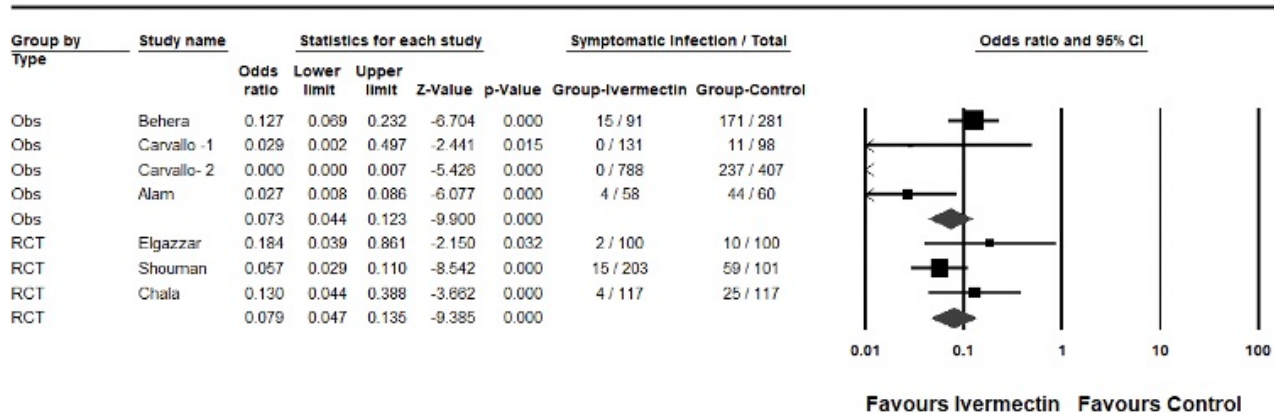 Group by Study name Statistics for each study Symptomatic Infection / Total Odds ratio and 95% CI
Type
Odds Lower Upper
ratio limit limit Z-Value p-Value Group-Ivermectin Group-Control
Obs Behera 0.127 0.069 0.232 -6.704 0.000 15 / 91 171 / 281
Obs Carvallo -1 0.029 0.002 0.497 -2.441 0.015 0 / 131 11 / 98
Obs Carvallo- 2 0.000 0.000 0.007 -5.426 0.000 0 / 788 237 / 407
Obs Alam 0.027 0.008 0.086 -6.077 0.000 4 / 58 44 / 60
Obs 0.073 0.044 0.123 -9.900 0.000
RCT Elgazzar 0.184 0.039 0.861 -2.150 0.032 2 / 100 10 / 100
RCT Shouman 0.057 0.029 0.110 -8.542 0.000 15 / 203 59 / 101
RCT Chala 0.130 0.044 0.388 -3.662 0.000 4 / 117 25 / 117
RCT 0.079 0.047 0.135 -9.385 0.000
0.01 0.1 1 10 100
Favours Ivermectin Favours Control